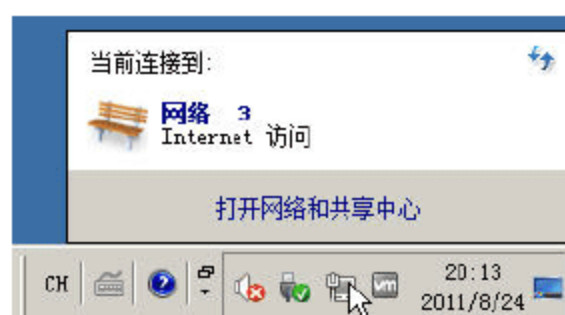 当前连接到:
网络 3
Internet 访问
打开网络和共享中心
CH
?
vm
20:13
2011/8/24